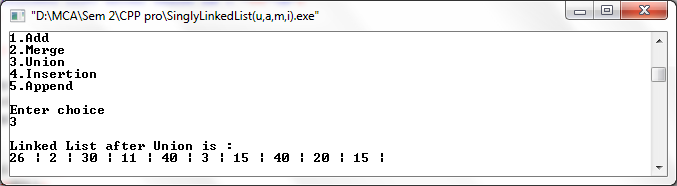 "D:\MCA\Sem 2\CPP pro\SinglyLinkedList(u,a,m,i).exe"
1.Add
2.Merge
3.Union
4.Insertion
5.Append
Enter choice
3
Linked List after Union is :
26 ¦ 2 ¦ 30 ¦ 11 ¦ 40 ¦ 3 ¦ 15 ¦ 40 ¦ 20 ¦ 15 ¦